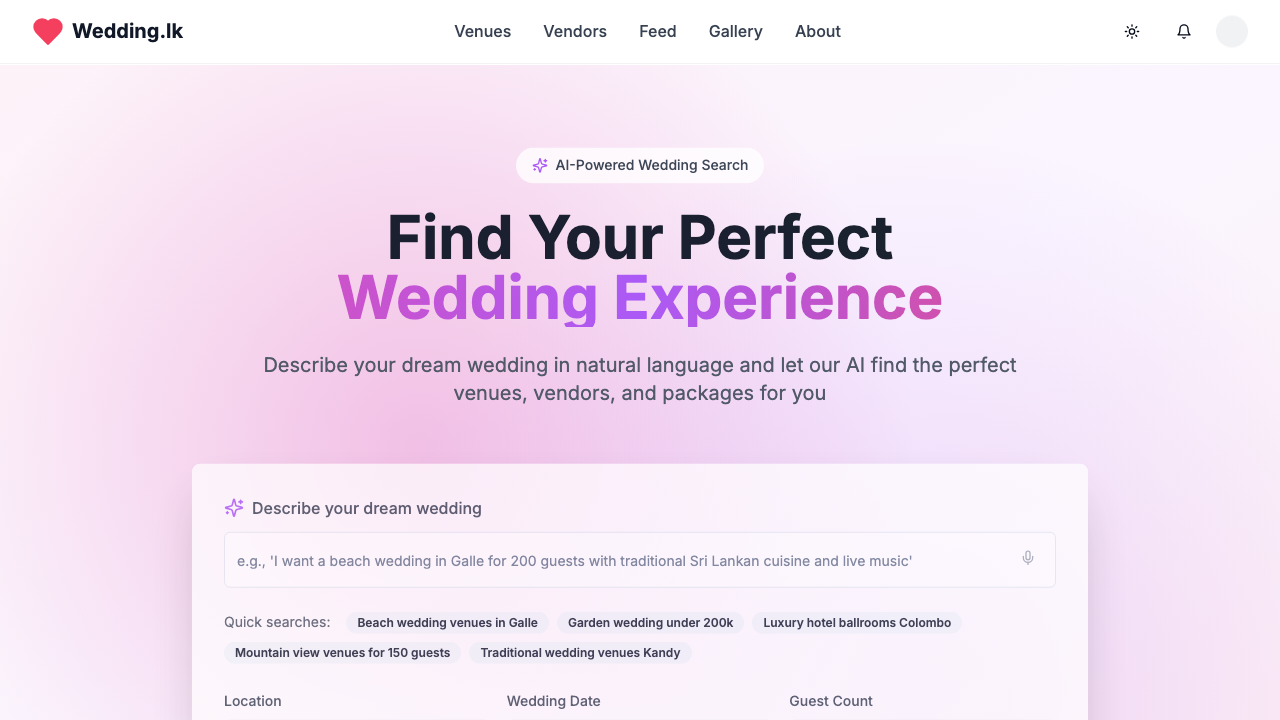 Wedding.lk
Venues
Vendors
Feed
Gallery
About
AI-Powered Wedding Search
Find Your Perfect
Wedding Experience
Describe your dream wedding in natural language and let our AI find the perfect
venues, vendors, and packages for you
Describe your dream wedding
e.g., 'I want a beach wedding in Galle for 200 guests with traditional Sri Lankan cuisine and live music'
Quick searches:
Beach wedding venues in Galle
Garden wedding under 200k
Luxury hotel ballrooms Colombo
Mountain view venues for 150 guests
Traditional wedding venues Kandy
Location
Wedding Date
Guest Count